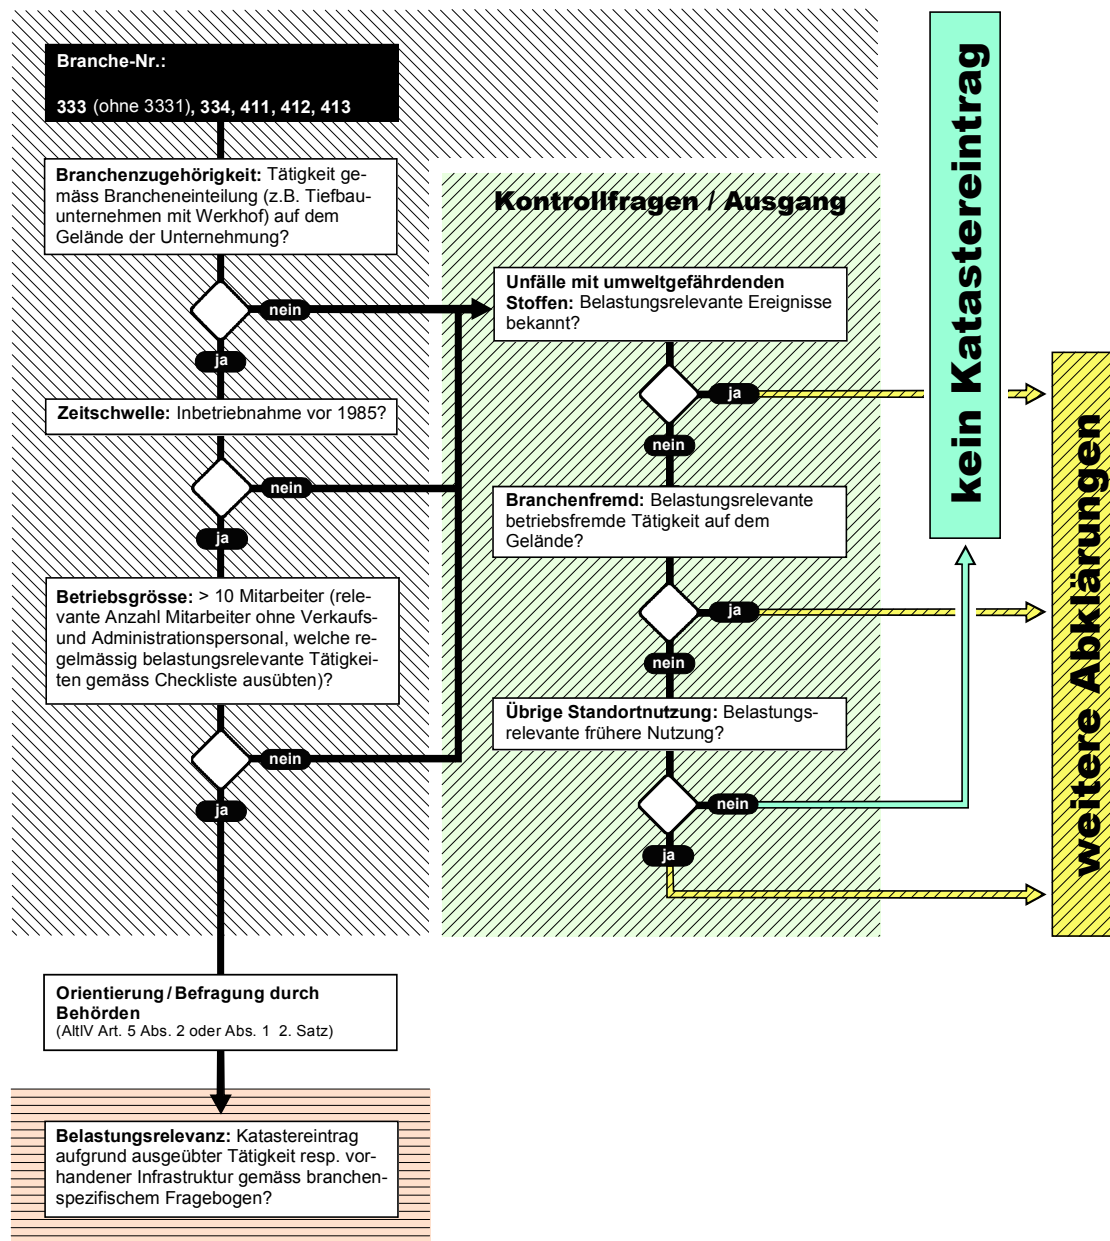 Branche-Nr.:
333 (ohne 3331), 334, 411, 412, 413
Branchenzugehörigkeit: Tätigkeit ge-
mäss Brancheneinteilung (z.B. Tiefbau-
unternehmen mit Werkhof) auf dem
Gelände der Unternehmung?
nein
ja
Zeitschwelle: Inbetriebnahme vor 1985?
nein
ja
Betriebsgrösse: > 10 Mitarbeiter (rele-
vante Anzahl Mitarbeiter ohne Verkaufs-
und Administrationspersonal, welche re-
gelmässig belastungsrelevante Tätigkei-
ten gemäss Checkliste ausübten)?
nein
ja
Orientierung / Befragung durch
Behörden
(AltlV Art. 5 Abs. 2 oder Abs. 1 2. Satz)
Belastungsrelevanz: Katastereintrag
aufgrund ausgeübter Tätigkeit resp. vor-
handener Infrastruktur gemäss branchen-
spezifischem Fragebogen?
Kontrollfragen / Ausgang
Unfälle mit umweltgefährdenden
Stoffen: Belastungsrelevante Ereignisse
bekannt?
ja
nein
Branchenfremd: Belastungsrelevante
betriebsfremde Tätigkeit auf dem
Gelände?
ja
nein
Übrige Standortnutzung: Belastungs-
relevante frühere Nutzung?
nein
ja
kein Katastereintrag
weitere Abklärungen